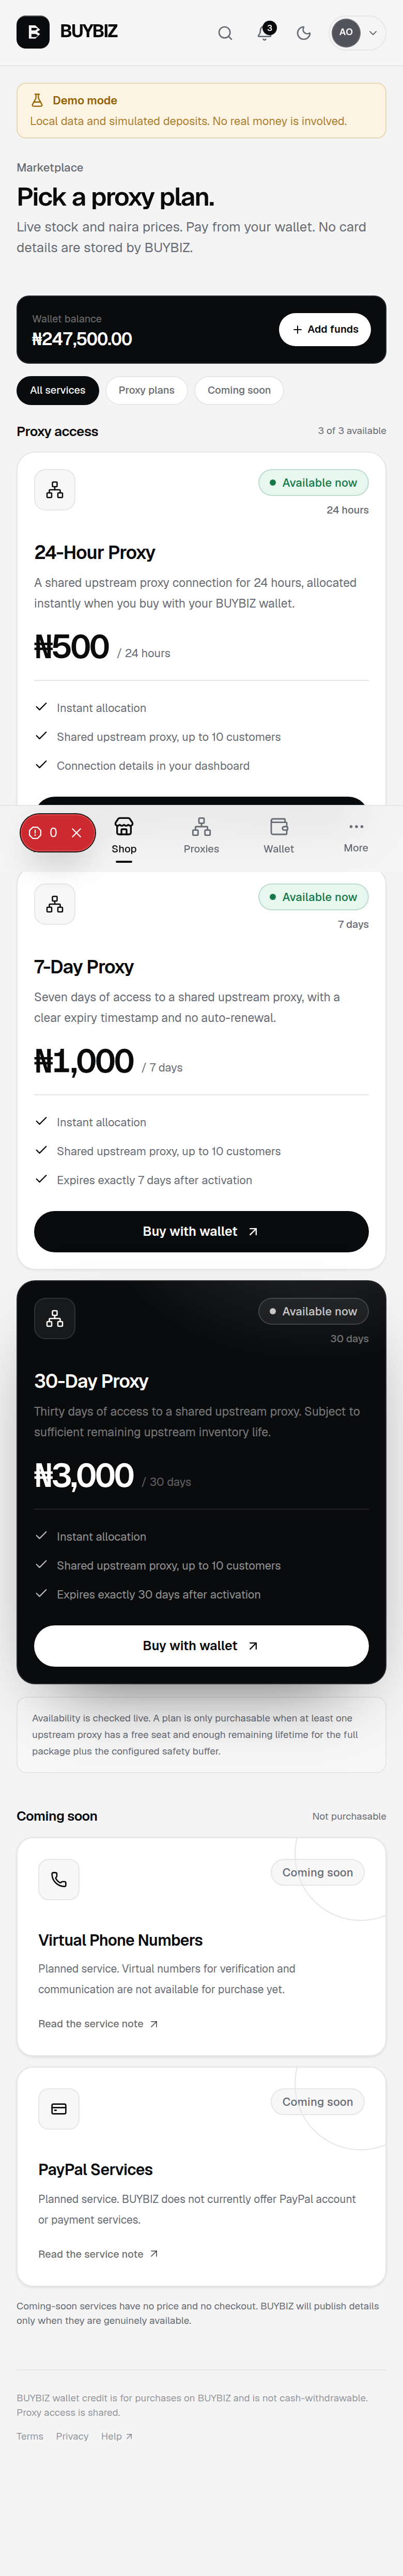 BUYBIZ
3
AO
Demo mode
Local data and simulated deposits. No real money is involved.
Marketplace
Pick a proxy plan.
Live stock and naira prices. Pay from your wallet. No card
details are stored by BUYBIZ.
Wallet balance
₦247,500.00
Add funds
All services
Proxy plans
Coming soon
Proxy access
3 of 3 available
Available now
24 hours
24-Hour Proxy
A shared upstream proxy connection for 24 hours, allocated
instantly when you buy with your BUYBIZ wallet.
₦500 / 24 hours
Instant allocation
Shared upstream proxy, up to 10 customers
Connection details in your dashboard
0
Shop
Proxies
Wallet
More
Available now
7 days
7-Day Proxy
Seven days of access to a shared upstream proxy, with a
clear expiry timestamp and no auto-renewal.
₦1,000 / 7 days
Instant allocation
Shared upstream proxy, up to 10 customers
Expires exactly 7 days after activation
Buy with wallet
Available now
30 days
30-Day Proxy
Thirty days of access to a shared upstream proxy. Subject to
sufficient remaining upstream inventory life.
₦3,000 / 30 days
Instant allocation
Shared upstream proxy, up to 10 customers
Expires exactly 30 days after activation
Buy with wallet
Availability is checked live. A plan is only purchasable when at least one
upstream proxy has a free seat and enough remaining lifetime for the full
package plus the configured safety buffer.
Coming soon
Not purchasable
Coming soon
Virtual Phone Numbers
Planned service. Virtual numbers for verification and
communication are not available for purchase yet.
Read the service note
Coming soon
PayPal Services
Planned service. BUYBIZ does not currently offer PayPal account
or payment services.
Read the service note
Coming-soon services have no price and no checkout. BUYBIZ will publish details
only when they are genuinely available.
BUYBIZ wallet credit is for purchases on BUYBIZ and is not cash-withdrawable.
Proxy access is shared.
Terms
Privacy
Help